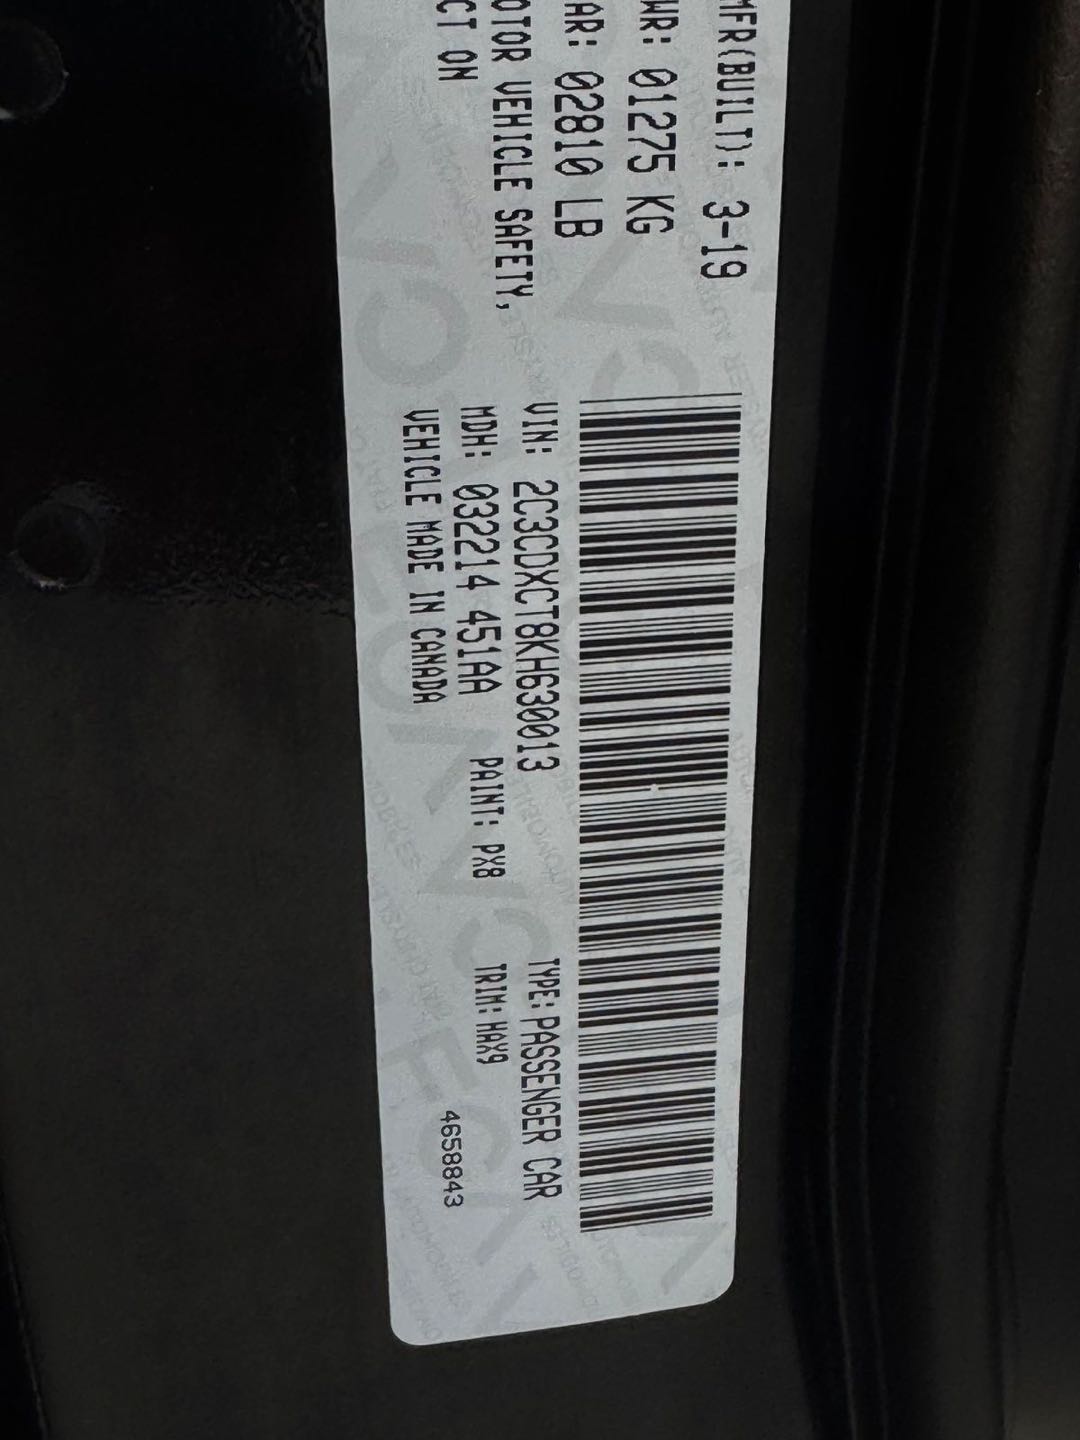 MFR(BUILT): 3-19
WR: 01275 KG
AR: 02810 LB
OTOR VEHICLE SAFETY,
CT ON
VIN: 2C3CDXCT8KH630013
TYPE: PASSENGER CAR
MDH: 032214 451AA
PAINT: PX8
TRIM: HAX9
VEHICLE MADE IN CANADA
4658843